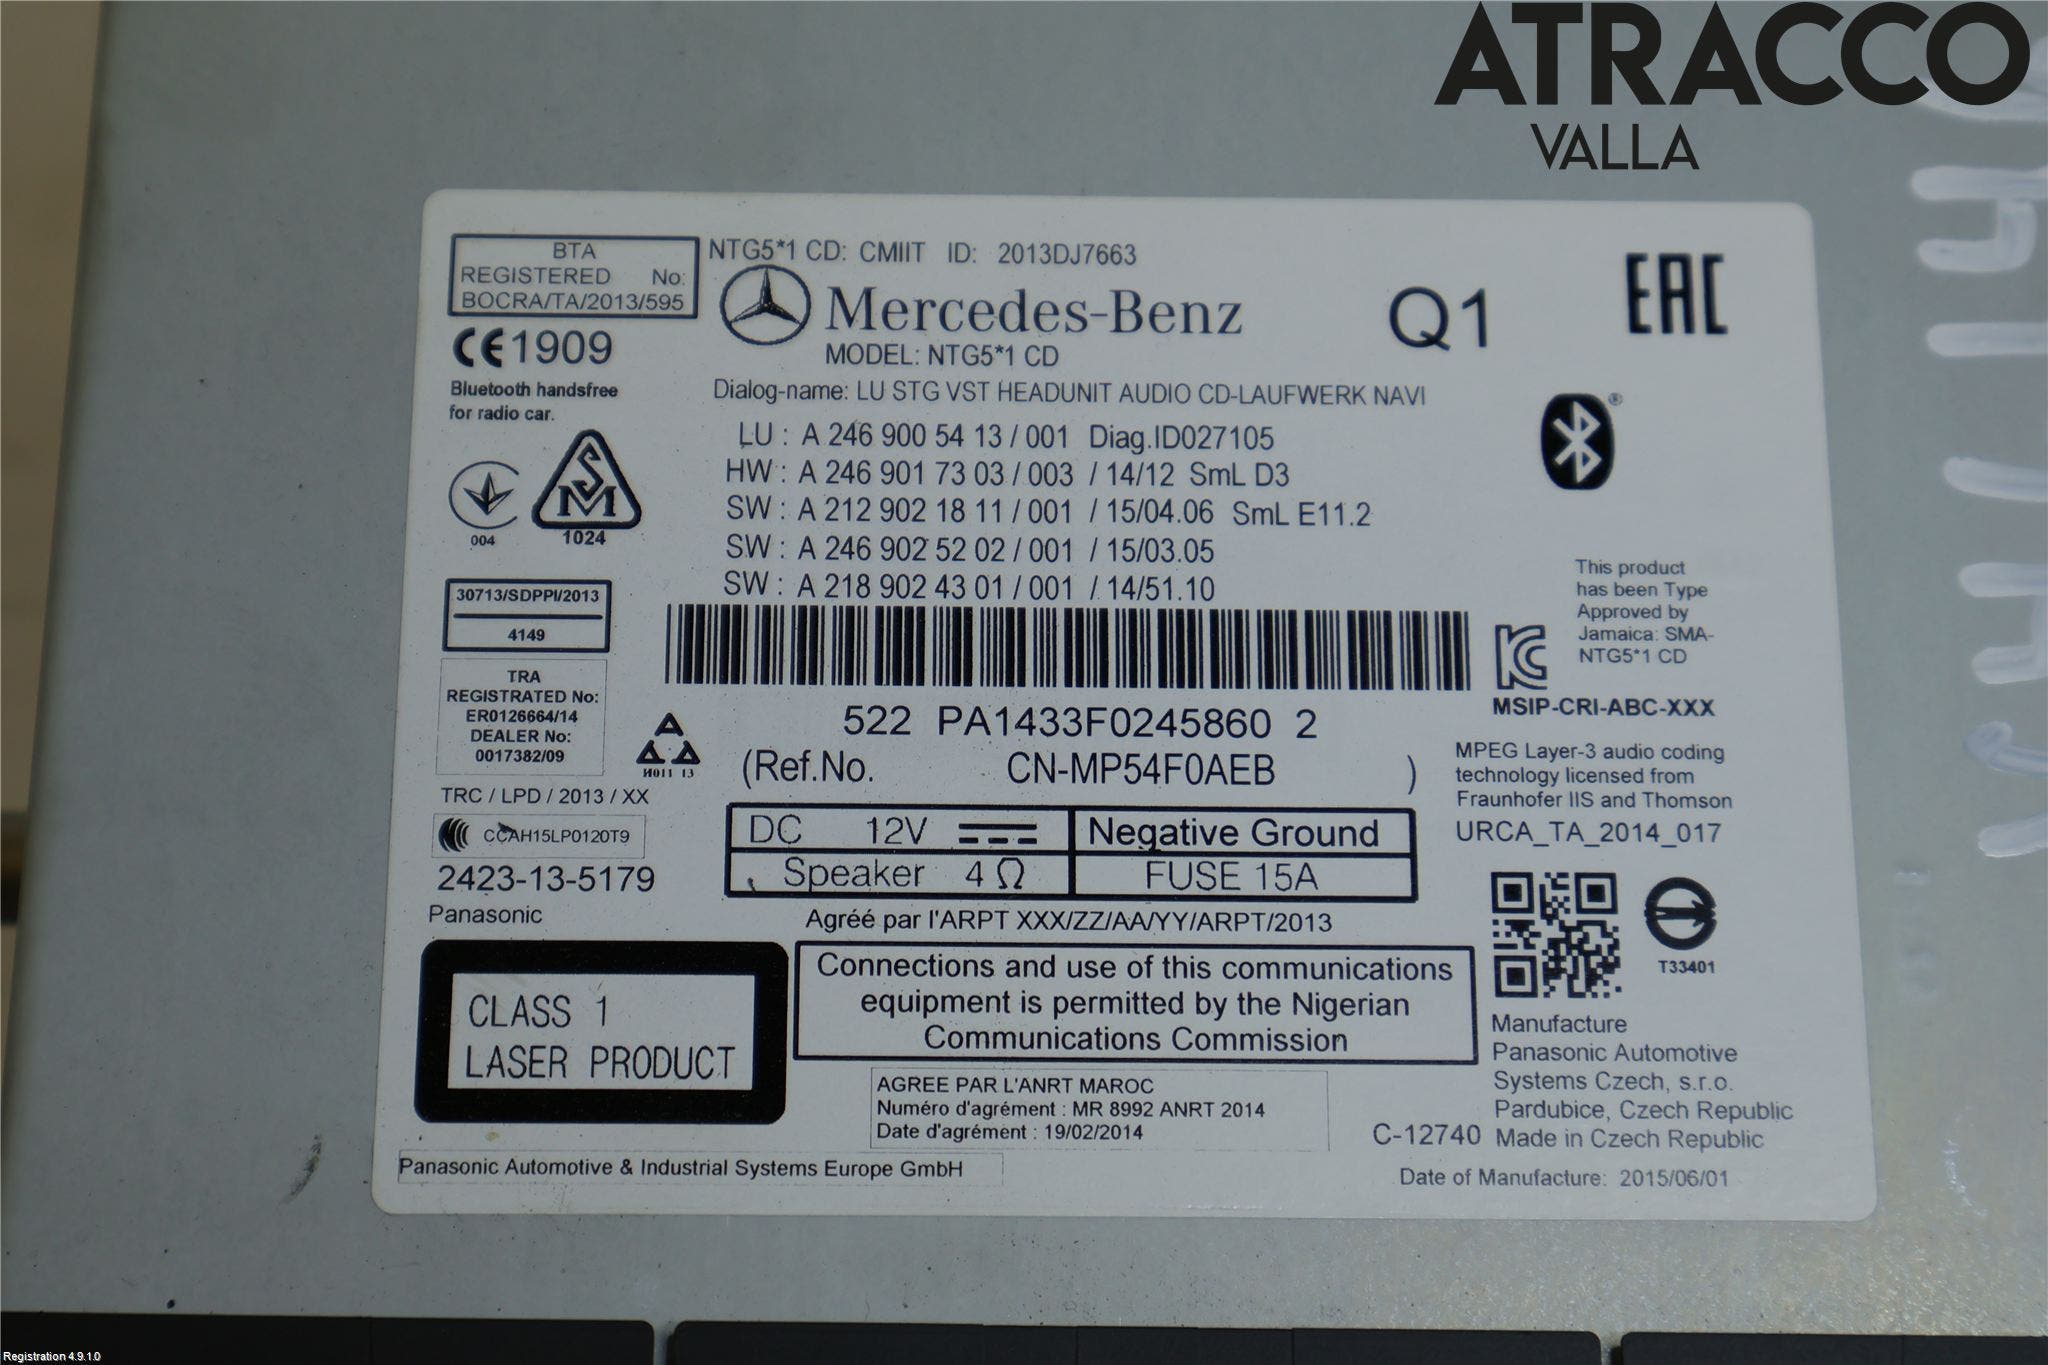 ATRACCO
VALLA
BTA
REGISTERED No:
BOCRA/TA/2013/595
NTG5*1 CD: CMIIT ID: 2013DJ7663
Mercedes-Benz
MODEL: NTG5*1 CD
Q1
EAC
CE1909
Bluetooth handsfree
for radio car.
Dialog-name: LU STG VST HEADUNIT AUDIO CD-LAUFWERK NAVI
LU : A 246 900 54 13 / 001 Diag.ID027105
HW : A 246 901 73 03 / 003 / 14/12 SmL D3
SW : A 212 902 18 11 / 001 / 15/04.06 SmL E11.2
SW : A 246 902 52 02 / 001 / 15/03.05
SW : A 218 902 43 01 / 001 / 14/51.10
®
004
SM
1024
30713/SDPPI/2013
4149
TRA
REGISTRATED No:
ER0126664/14
DEALER No:
0017382/09
This product
has been Type
Approved by
Jamaica: SMA-
NTG5*1 CD
MSIP-CRI-ABC-XXX
522 PA1433F0245860 2
(Ref.No. CN-MP54F0AEB )
И011 13
TRC / LPD / 2013 / XX
CCAH15LP0120T9
2423-13-5179
Panasonic
MPEG Layer-3 audio coding
technology licensed from
Fraunhofer IIS and Thomson
URCA_TA_2014_017
DC 12V Negative Ground
Speaker 4 Ω FUSE 15A
Agréé par l'ARPT XXX/ZZ/AA/YY/ARPT/2013
CLASS 1
LASER PRODUCT
Connections and use of this communications
equipment is permitted by the Nigerian
Communications Commission
T33401
AGREE PAR L'ANRT MAROC
Numéro d'agrément : MR 8992 ANRT 2014
Date d'agrément : 19/02/2014
Manufacture
Panasonic Automotive
Systems Czech, s.r.o.
Pardubice, Czech Republic
C-12740 Made in Czech Republic
Panasonic Automotive & Industrial Systems Europe GmbH
Date of Manufacture: 2015/06/01
Registration 4.9.1.0